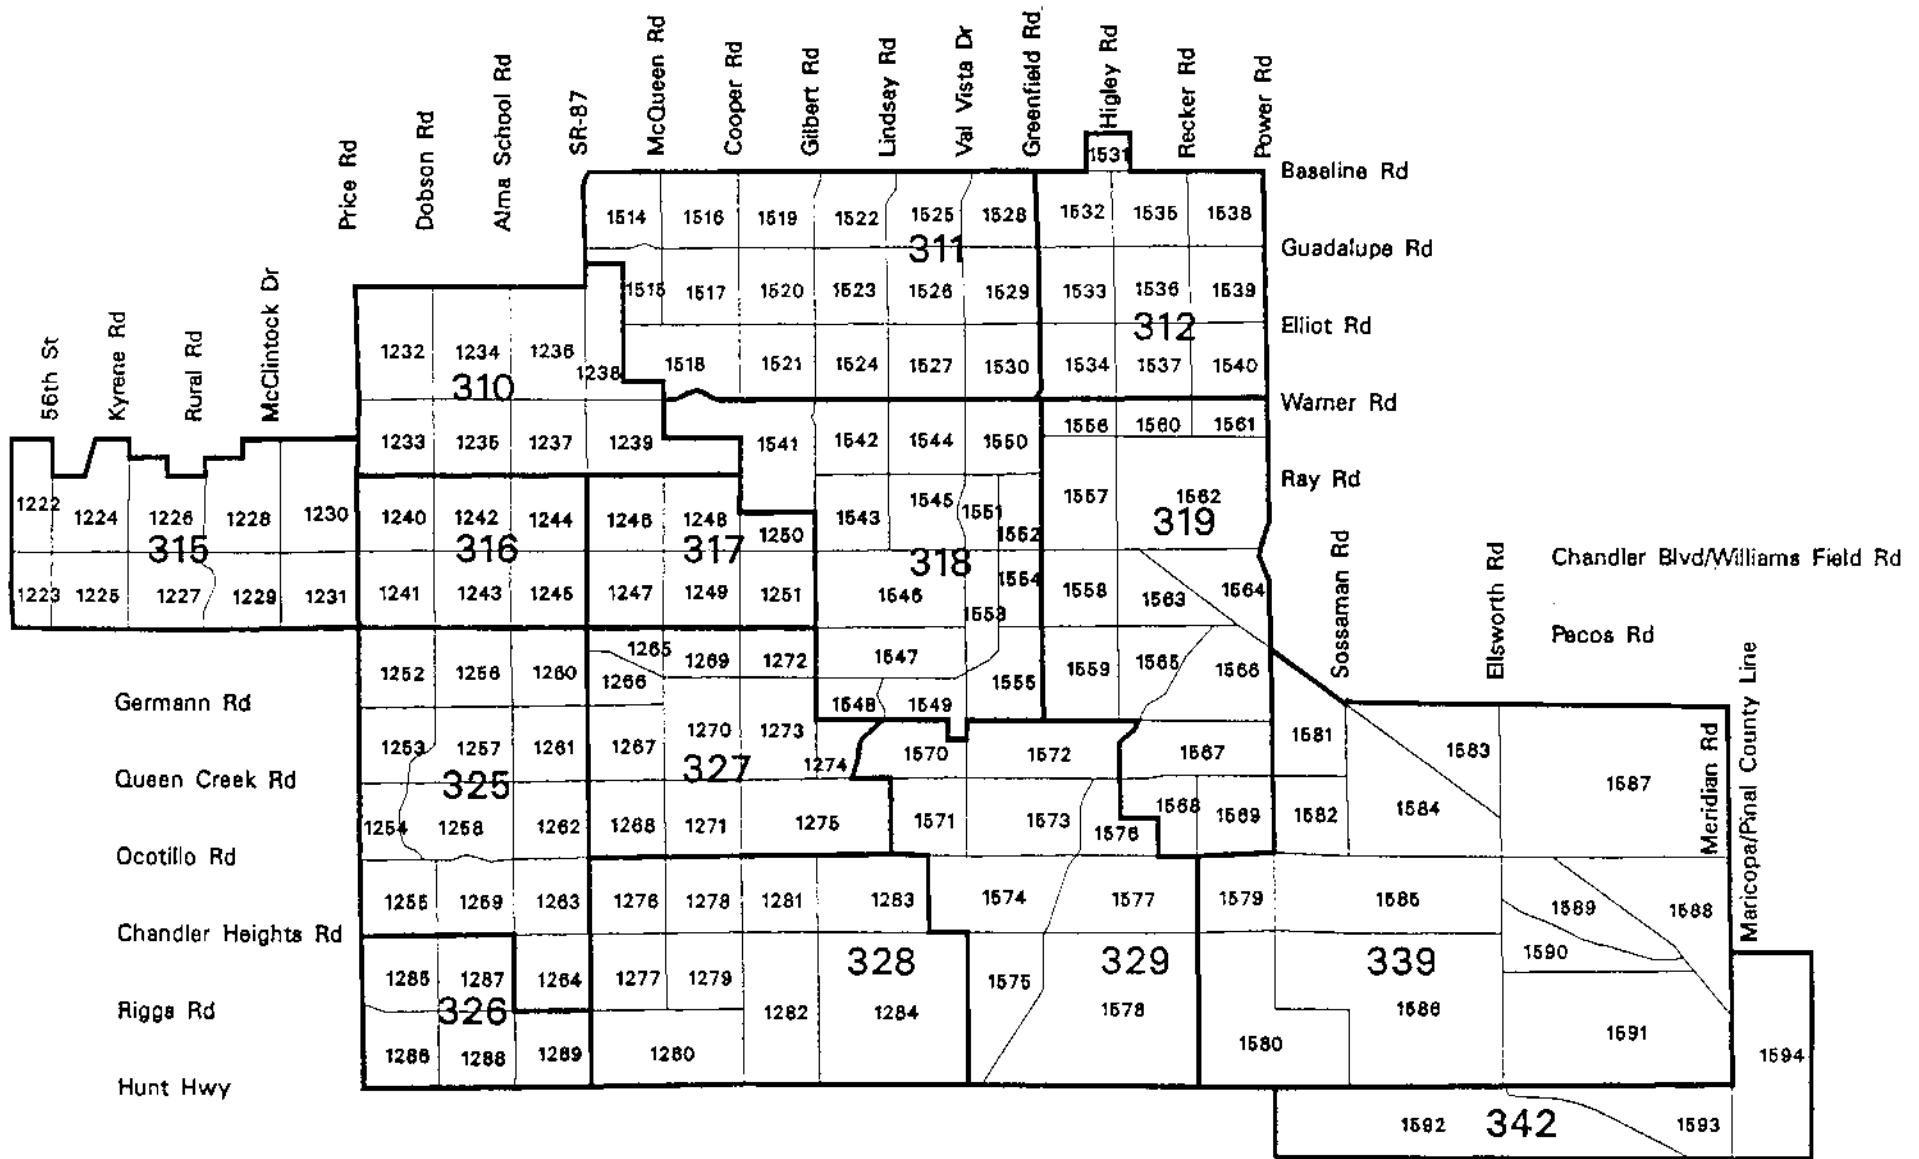 Price Rd
Dobson Rd
Alma School Rd
SR-87
McQueen Rd
Cooper Rd
Gilbert Rd
Lindsay Rd
Val Vista Dr
Greenfield Rd
Higley Rd
Recker Rd
Power Rd
56th St
Kyrene Rd
Rural Rd
McClintock Dr
1531
Baseline Rd
1514 1516 1519 1522 1525 1528 1532 1535 1538
311
Guadalupe Rd
1515 1517 1520 1523 1526 1529 1533 1536 1539
312
Elliot Rd
1232 1234 1236 1238 1518 1521 1524 1527 1530 1534 1537 1540
310
Warner Rd
1233 1235 1237 1239 1541 1542 1544 1550 1556 1560 1561
Ray Rd
1222 1224 1226 1228 1230 1240 1242 1244 1246 1248 1250 1543 1545 1551 1552 1557 1562
315 316 317 318 319
Sossaman Rd
Ellsworth Rd
Chandler Blvd/Williams Field Rd
1223 1225 1227 1229 1231 1241 1243 1245 1247 1249 1251 1546 1553 1554 1558 1563 1564
Pecos Rd
1252 1256 1260 1265 1266 1269 1272 1547 1548 1549 1555 1559 1565 1566
Germann Rd
1253 1257 1261 1267 1270 1273 1274 1570 1572 1567 1581 1583 1587
Meridian Rd
Maricopa/Pinal County Line
Queen Creek Rd
325 327
1254 1258 1262 1268 1271 1275 1571 1573 1576 1568 1569 1582 1584
Ocotillo Rd
1255 1259 1263 1276 1278 1281 1283 1574 1577 1579 1585 1589 1588
Chandler Heights Rd
1590
328 329 339
1285 1287 1264 1277 1279 1575
Riggs Rd
326
1282 1284 1578 1586 1591
1286 1288 1289 1280 1580 1594
Hunt Hwy
1592 342 1593